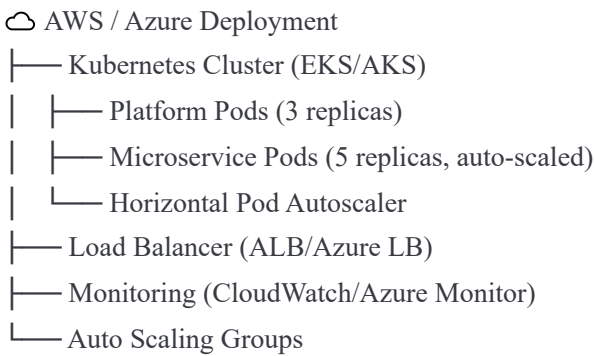 AWS / Azure Deployment
├── Kubernetes Cluster (EKS/AKS)
│   ├── Platform Pods (3 replicas)
│   ├── Microservice Pods (5 replicas, auto-scaled)
│   └── Horizontal Pod Autoscaler
├── Load Balancer (ALB/Azure LB)
├── Monitoring (CloudWatch/Azure Monitor)
└── Auto Scaling Groups